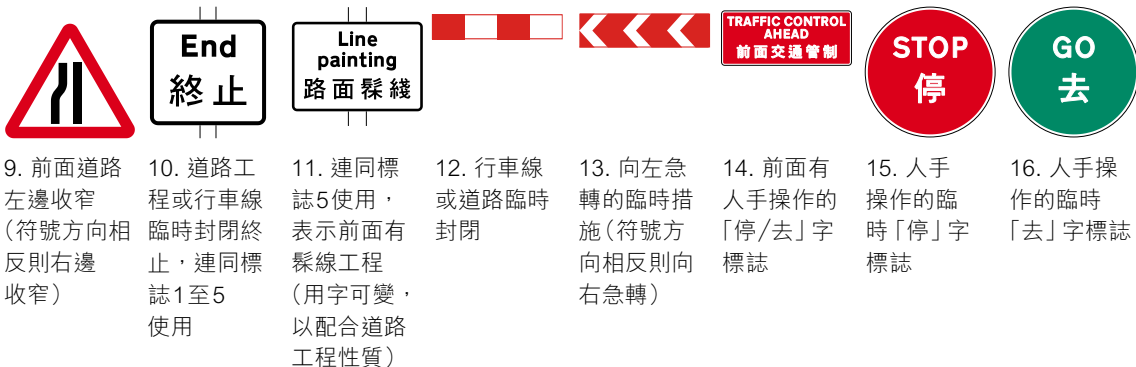 End
終止
Line
painting
路面髹綫
TRAFFIC CONTROL
AHEAD
前面交通管制
STOP
停
GO
去
9. 前面道路
左邊收窄
（符號方向相
反則右邊
收窄）
10. 道路工
程或行車線
臨時封閉終
止，連同標
誌1至5
使用
11. 連同標
誌5使用，
表示前面有
髹線工程
（用字可變，
以配合道路
工程性質）
12. 行車線
或道路臨時
封閉
13. 向左急
轉的臨時措
施（符號方
向相反則向
右急轉）
14. 前面有
人手操作的
「停/去」字
標誌
15. 人手
操作的臨
時「停」字
標誌
16. 人手操
作的臨時
「去」字標誌